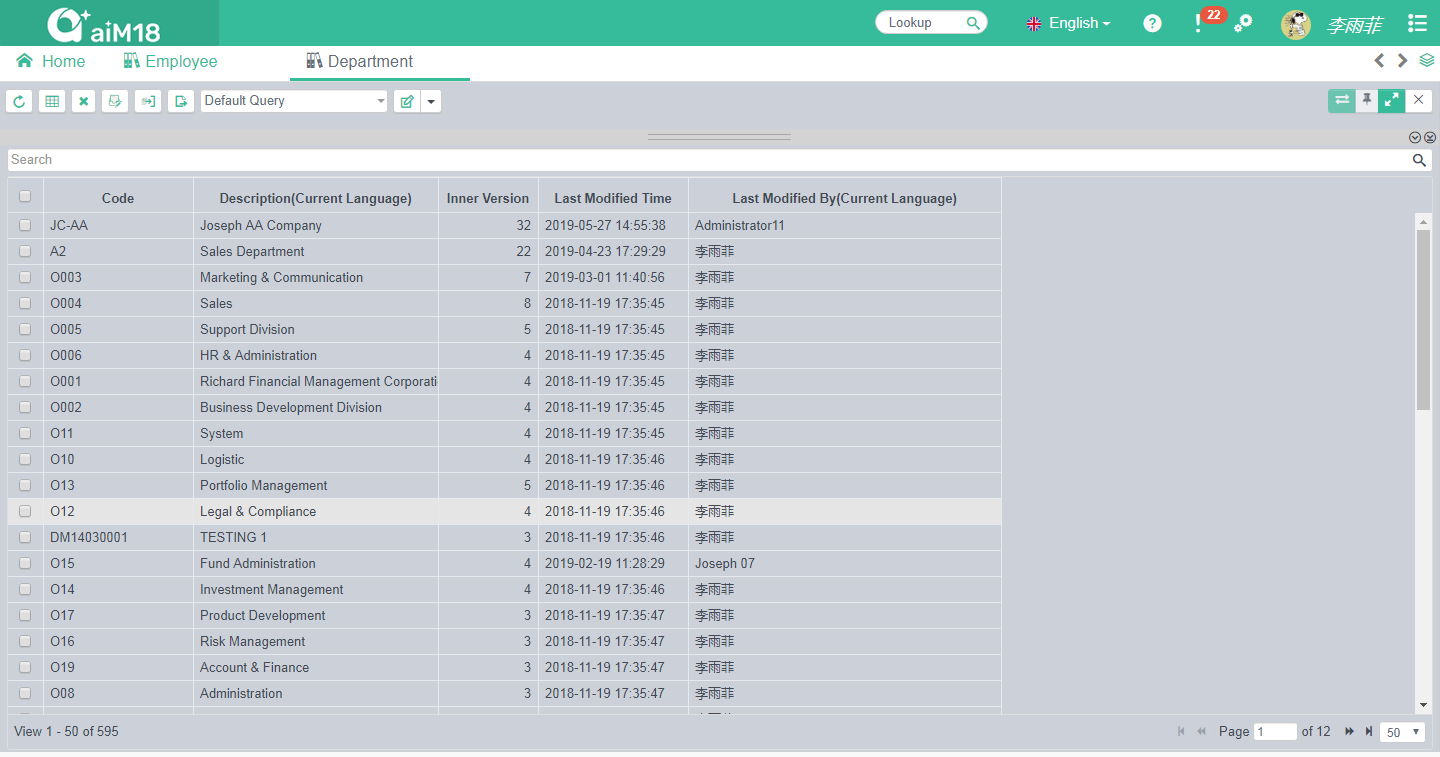 aiM18 Lookup English 22 李雨菲
Home Employee Department
Default Query
Search
Code Description(Current Language) Inner Version Last Modified Time Last Modified By(Current Language)
JC-AA Joseph AA Company 32 2019-05-27 14:55:38 Administrator11
A2 Sales Department 22 2019-04-23 17:29:29 李雨菲
O003 Marketing & Communication 7 2019-03-01 11:40:56 李雨菲
O004 Sales 8 2018-11-19 17:35:45 李雨菲
O005 Support Division 5 2018-11-19 17:35:45 李雨菲
O006 HR & Administration 4 2018-11-19 17:35:45 李雨菲
O001 Richard Financial Management Corporati 4 2018-11-19 17:35:45 李雨菲
O002 Business Development Division 4 2018-11-19 17:35:45 李雨菲
O11 System 4 2018-11-19 17:35:45 李雨菲
O10 Logistic 4 2018-11-19 17:35:46 李雨菲
O13 Portfolio Management 5 2018-11-19 17:35:46 李雨菲
O12 Legal & Compliance 4 2018-11-19 17:35:46 李雨菲
DM14030001 TESTING 1 3 2018-11-19 17:35:46 李雨菲
O15 Fund Administration 4 2019-02-19 11:28:29 Joseph 07
O14 Investment Management 4 2018-11-19 17:35:46 李雨菲
O17 Product Development 3 2018-11-19 17:35:47 李雨菲
O16 Risk Management 3 2018-11-19 17:35:47 李雨菲
O19 Account & Finance 3 2018-11-19 17:35:47 李雨菲
O08 Administration 3 2018-11-19 17:35:47 李雨菲
View 1 - 50 of 595 Page 1 of 12 50